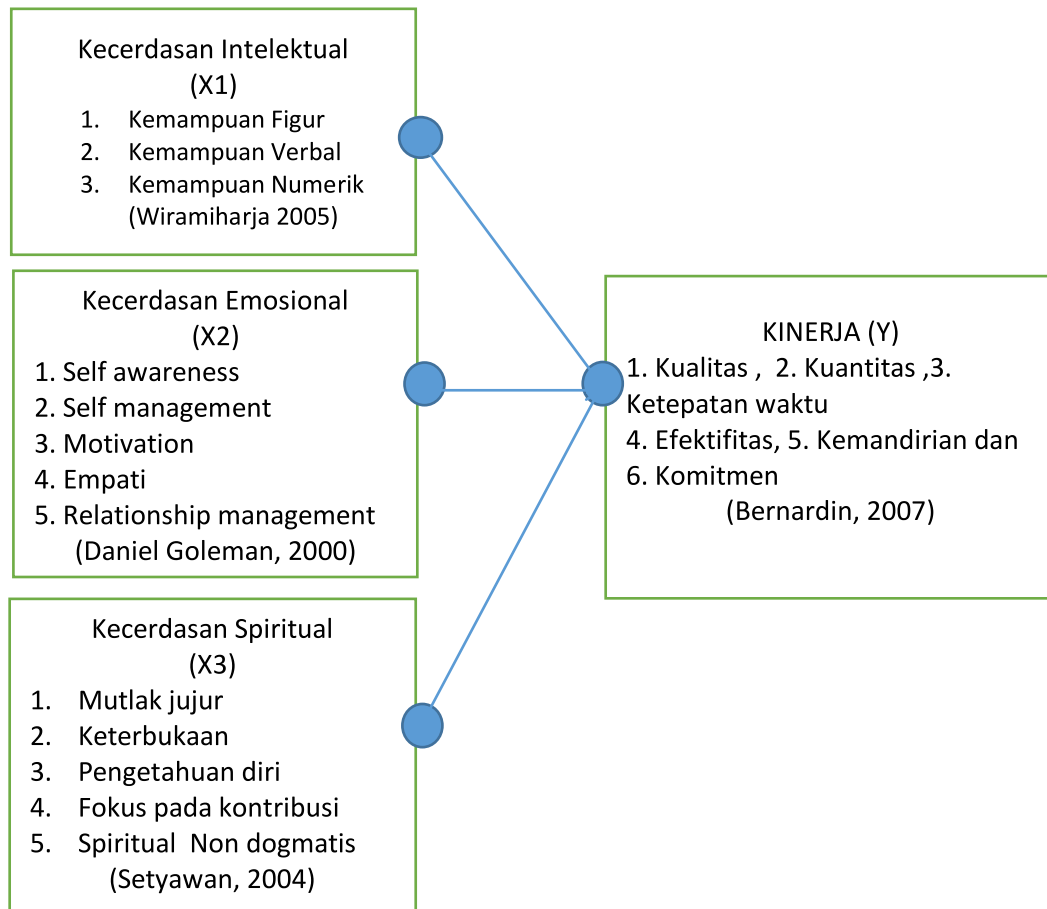 Kecerdasan Intelektual
(X1)
1. Kemampuan Figur
2. Kemampuan Verbal
3. Kemampuan Numerik
(Wiramiharja 2005)
Kecerdasan Emosional
(X2)
1. Self awareness
2. Self management
3. Motivation
4. Empati
5. Relationship management
(Daniel Goleman, 2000)
Kecerdasan Spiritual
(X3)
1. Mutlak jujur
2. Keterbukaan
3. Pengetahuan diri
4. Fokus pada kontribusi
5. Spiritual Non dogmatis
(Setyawan, 2004)
KINERJA (Y)
1. Kualitas , 2. Kuantitas ,3.
Ketepatan waktu
4. Efektifitas, 5. Kemandirian dan
6. Komitmen
(Bernardin, 2007)